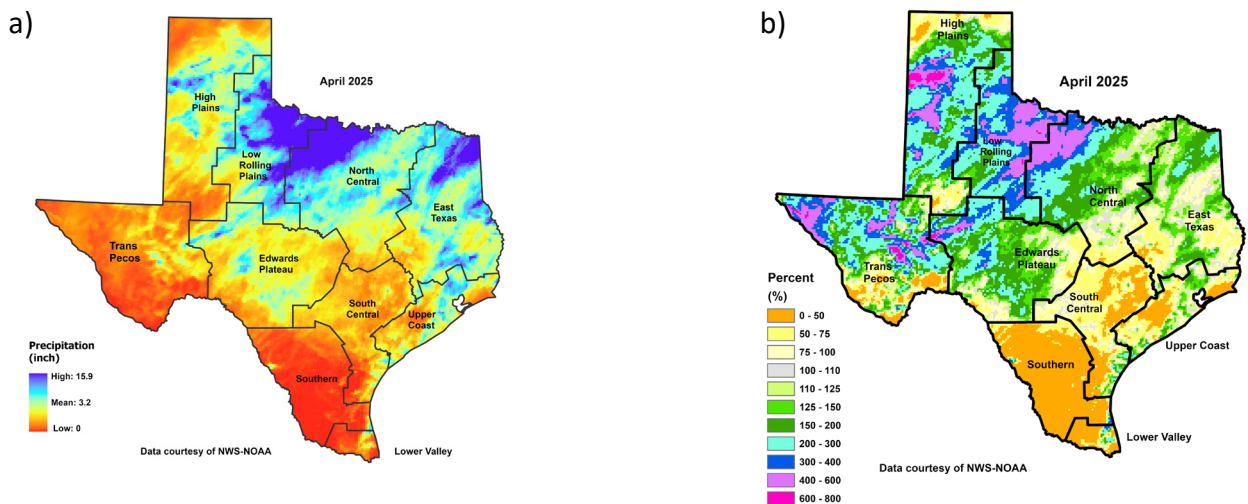 a)
April 2025
High
Plains
Low
Rolling
Plains
North
Central
East
Texas
Trans
Pecos
Edwards
Plateau
South
Central
Upper
Coast
Southern
Lower Valley
Precipitation
(inch)
High: 15.9
Mean: 3.2
Low: 0
Data courtesy of NWS-NOAA
b)
April 2025
High
Plains
Low
Rolling
Plains
North
Central
East
Texas
Trans
Pecos
Edwards
Plateau
South
Central
Upper Coast
Southern
Lower Valley
Percent
(%)
0 - 50
50 - 75
75 - 100
100 - 110
110 - 125
125 - 150
150 - 200
200 - 300
300 - 400
400 - 600
600 - 800
Data courtesy of NWS-NOAA